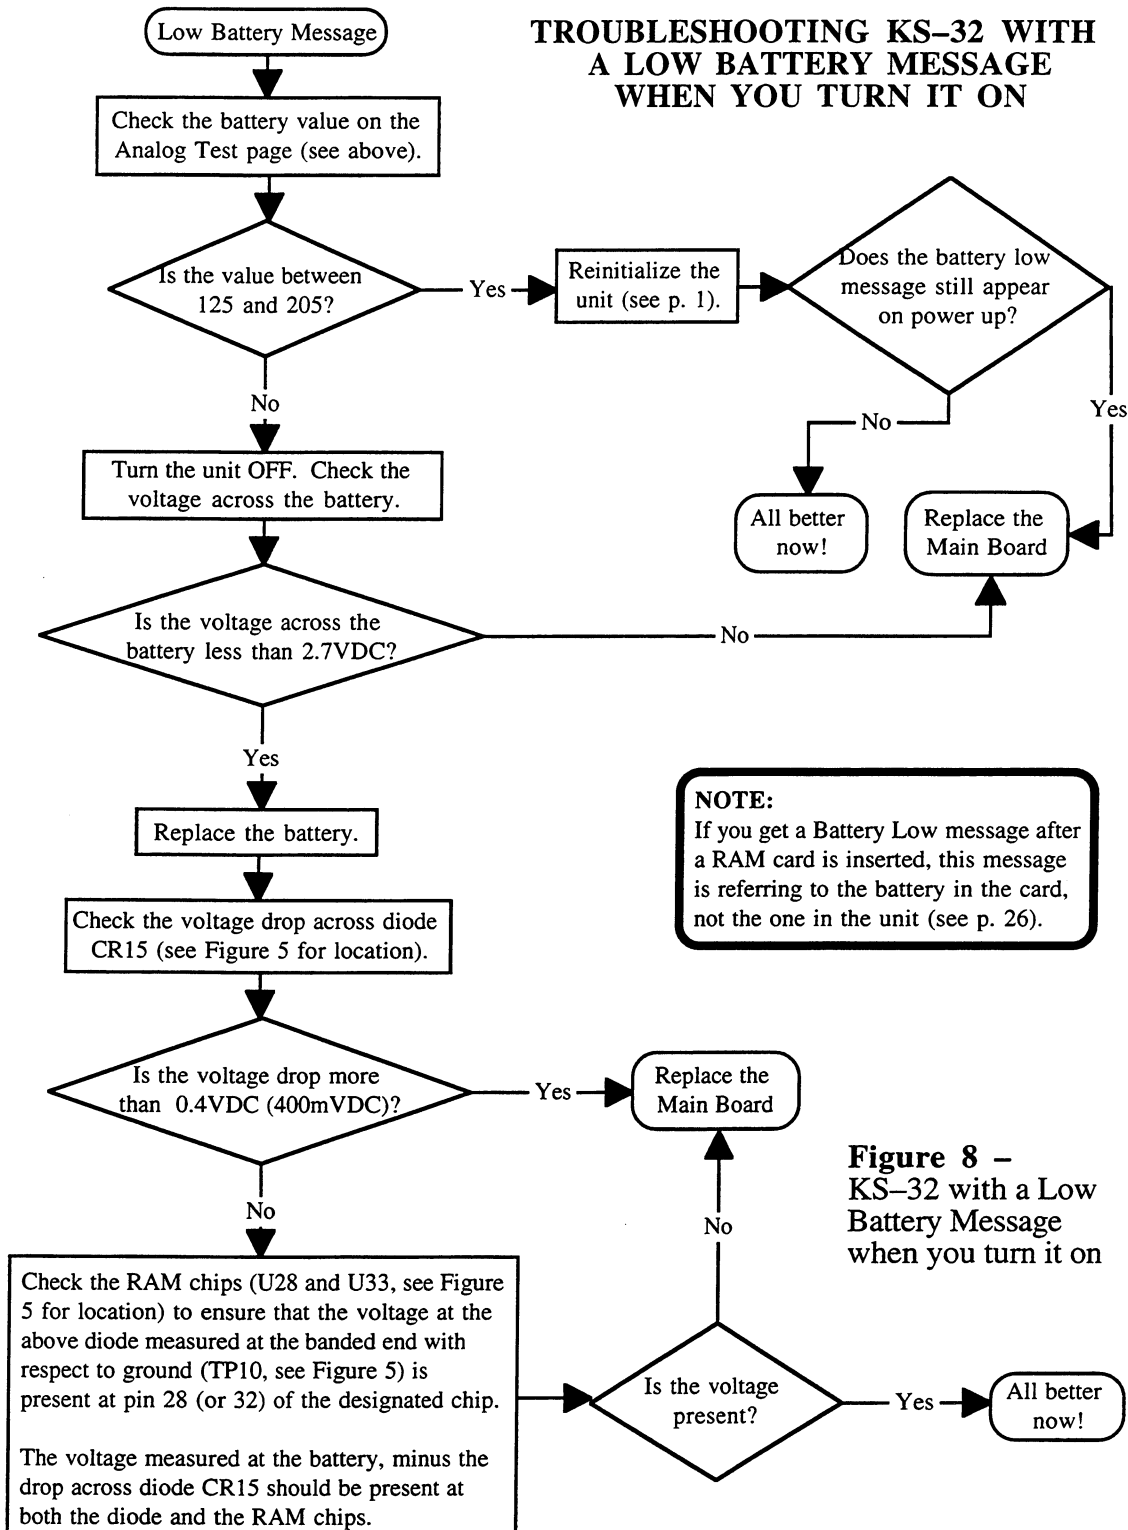 Low Battery Message
TROUBLESHOOTING KS–32 WITH
A LOW BATTERY MESSAGE
WHEN YOU TURN IT ON
Check the battery value on the
Analog Test page (see above).
Is the value between
125 and 205?
Yes
Reinitialize the
unit (see p. 1).
Does the battery low
message still appear
on power up?
No
Yes
No
Turn the unit OFF. Check the
voltage across the battery.
All better
now!
Replace the
Main Board
Is the voltage across the
battery less than 2.7VDC?
No
Yes
Replace the battery.
NOTE:
If you get a Battery Low message after
a RAM card is inserted, this message
is referring to the battery in the card,
not the one in the unit (see p. 26).
Check the voltage drop across diode
CR15 (see Figure 5 for location).
Is the voltage drop more
than 0.4VDC (400mVDC)?
Yes
Replace the
Main Board
Figure 8 –
KS–32 with a Low
Battery Message
when you turn it on
No
No
Check the RAM chips (U28 and U33, see Figure
5 for location) to ensure that the voltage at the
above diode measured at the banded end with
respect to ground (TP10, see Figure 5) is
present at pin 28 (or 32) of the designated chip.
The voltage measured at the battery, minus the
drop across diode CR15 should be present at
both the diode and the RAM chips.
Is the voltage
present?
Yes
All better
now!